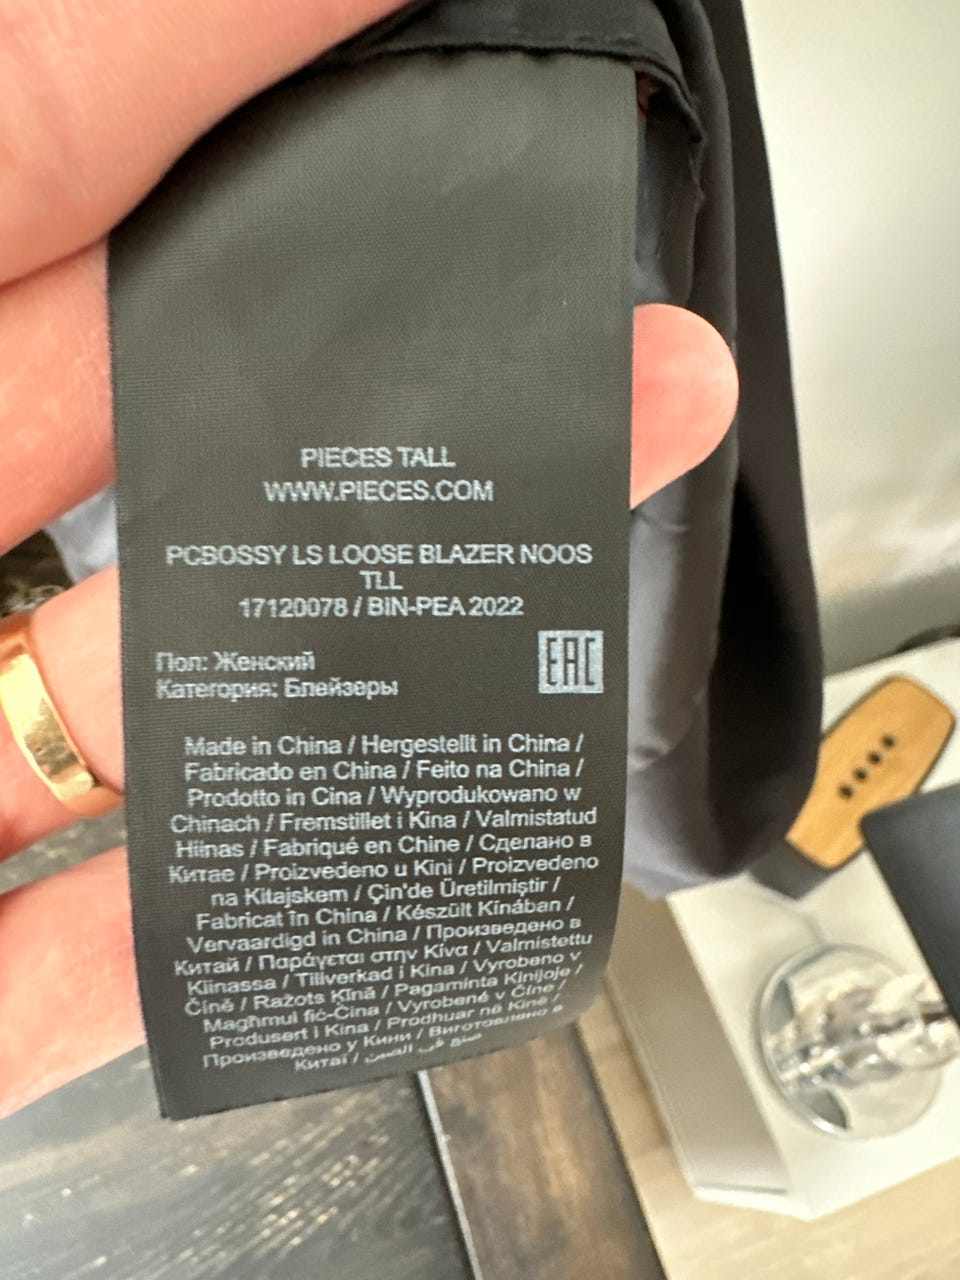 PIECES TALL
WWW.PIECES.COM
PCBOSSY LS LOOSE BLAZER NOOS
TLL
17120078 / BIN-PEA 2022
Пол: Женский
Категория: Блейзеры
EAC
Made in China / Hergestellt in China /
Fabricado en China / Feito na China /
Prodotto in Cina / Wyprodukowano w
Chinach / Fremstillet i Kina / Valmistatud
Hiinas / Fabriqué en Chine / Сделано в
Китае / Proizvedeno u Kini / Proizvedeno
na Kitajskem / Çin'de Üretilmiştir /
Fabricat în China / Készült Kínában /
Vervaardigd in China / Произведено в
Китай / Παράγεται στην Κίνα / Valmistettu
Kiinassa / Tillverkad i Kina / Vyrobeno v
Číně / Ražots Ķīnā / Pagaminta Kinijoje /
Magħmul fiċ-Ċina / Vyrobené v Číne /
Produsert i Kina / Prodhuar në Kinë /
Произведено у Кини / Виготовлено в
Китаї / صنع في الصين